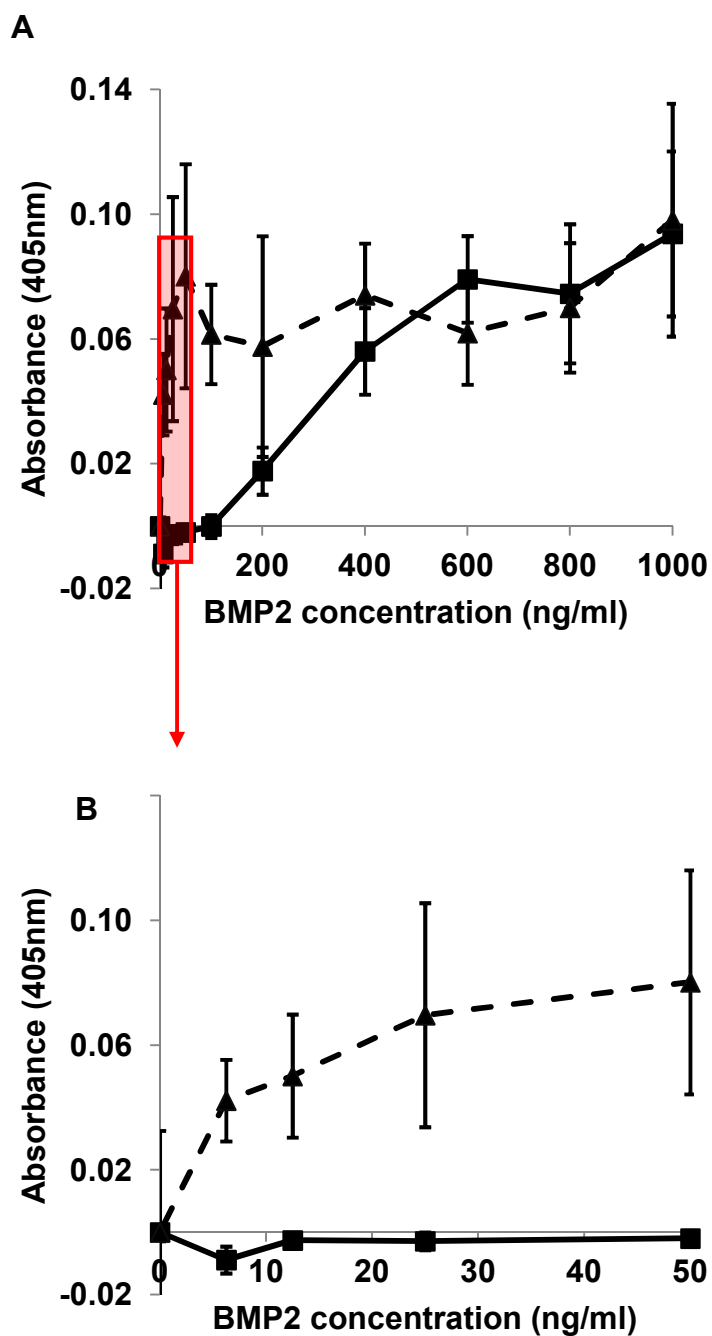 A
0.14
0.10
0.06
0.02
-0.02
Absorbance (405nm)
0 200 400 600 800 1000
BMP2 concentration (ng/ml)
B
0.10
0.06
0.02
-0.02
Absorbance (405nm)
0 10 20 30 40 50
BMP2 concentration (ng/ml)